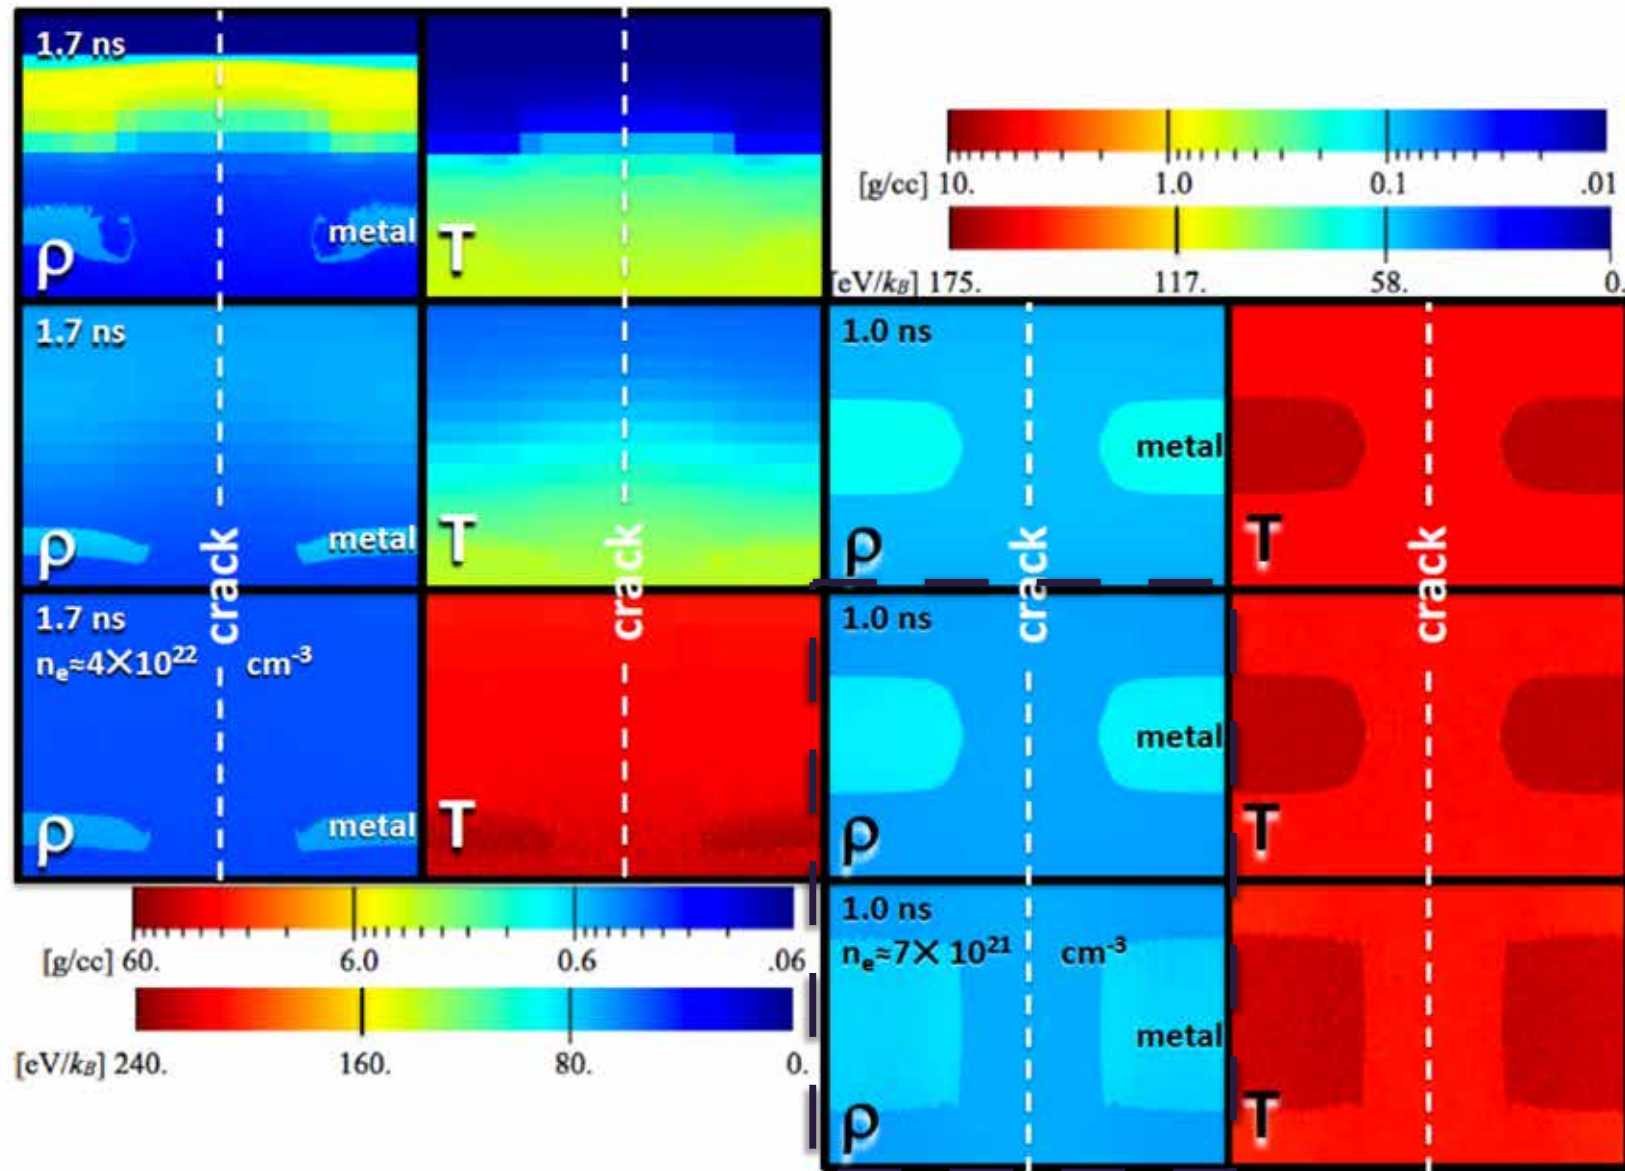 1.7 ns
metal
ρ
T
[g/cc] 10. 1.0 0.1 .01
[eV/kB] 175. 117. 58. 0.
1.7 ns
metal
ρ
crack
T
crack
1.0 ns
metal
ρ
crack
T
crack
1.7 ns
nₑ≈4×10²² cm⁻³
metal
ρ
T
1.0 ns
metal
ρ
T
[g/cc] 60. 6.0 0.6 .06
[eV/kB] 240. 160. 80. 0.
1.0 ns
nₑ≈7× 10²¹ cm⁻³
metal
ρ
T